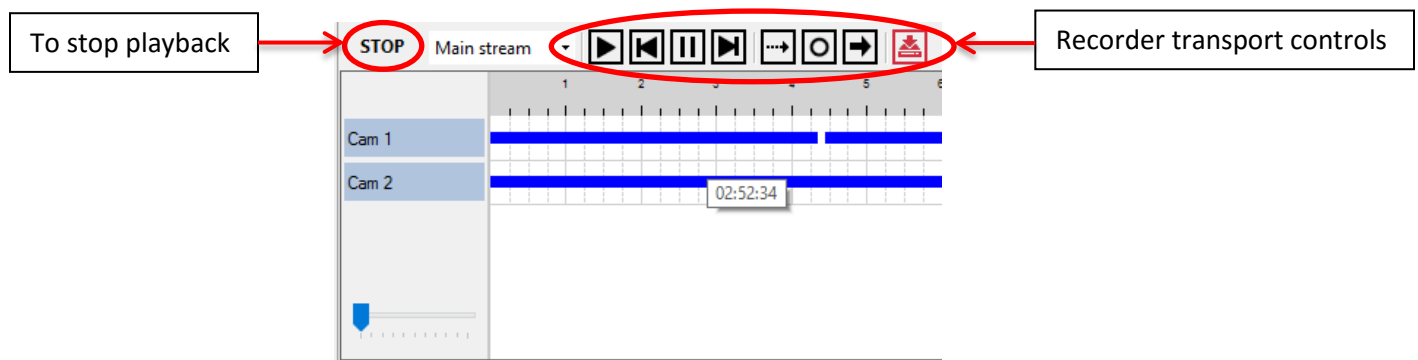 To stop playback
STOP Main stream
Recorder transport controls
1 2 3 4 5 6
Cam 1
Cam 2
02:52:34